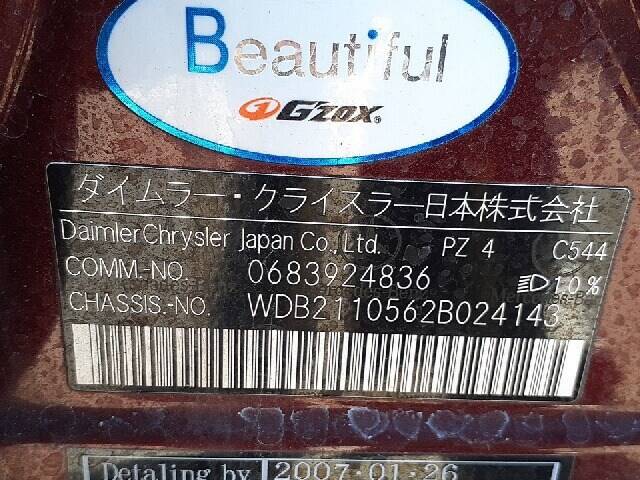 Beautiful
G'ZOX®
ダイムラー・クライスラー日本株式会社
DaimlerChrysler Japan Co., Ltd. PZ 4 C544
COMM.-NO. 0683924836 1.0%
CHASSIS.-NO. WDB2110562B024143
Detaling by 2007-01-26